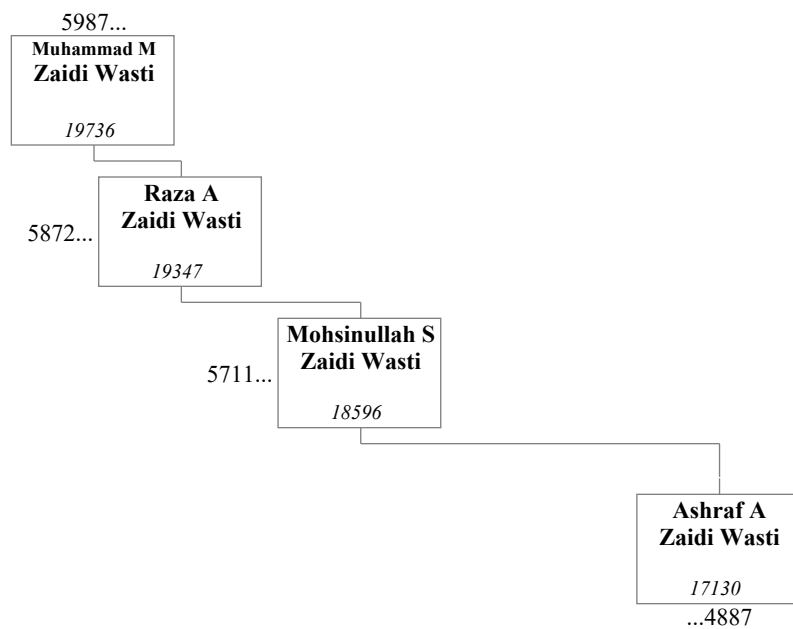 5987...
Muhammad M
Zaidi Wasti
19736
Raza A
Zaidi Wasti
5872...
19347
Mohsinullah S
Zaidi Wasti
5711...
18596
Ashraf A
Zaidi Wasti
17130
...4887